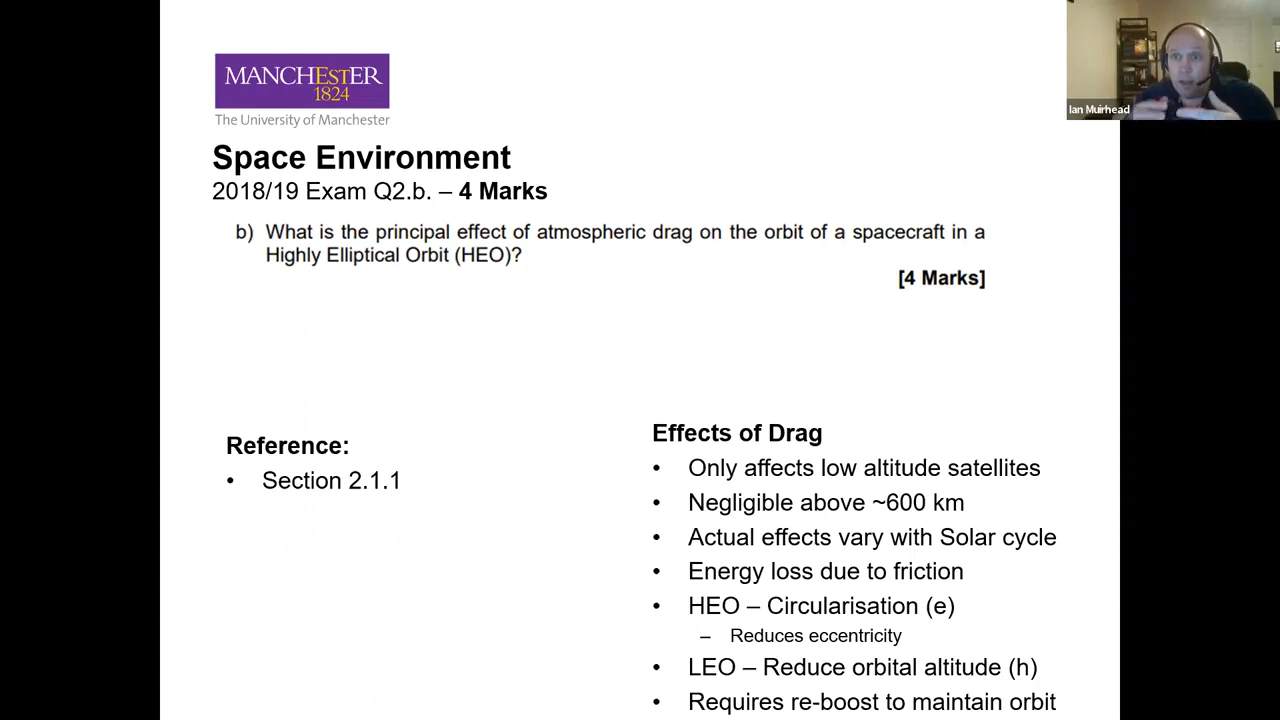 MANCHESTER
1824
The University of Manchester
Ian Muirhead
Space Environment
2018/19 Exam Q2.b. – 4 Marks
b) What is the principal effect of atmospheric drag on the orbit of a spacecraft in a
Highly Elliptical Orbit (HEO)?
[4 Marks]
Reference:
• Section 2.1.1
Effects of Drag
• Only affects low altitude satellites
• Negligible above ~600 km
• Actual effects vary with Solar cycle
• Energy loss due to friction
• HEO – Circularisation (e)
– Reduces eccentricity
• LEO – Reduce orbital altitude (h)
• Requires re-boost to maintain orbit